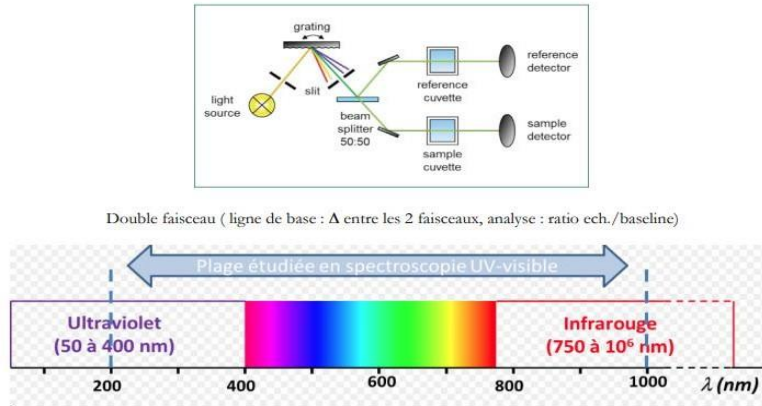 grating
light
source
slit
beam
splitter
50:50
reference
cuvette
sample
cuvette
reference
detector
sample
detector
Double faisceau ( ligne de base : Δ entre les 2 faisceaux, analyse : ratio ech./baseline)
Plage étudiée en spectroscopie UV-visible
Ultraviolet
(50 à 400 nm)
Infrarouge
(750 à 10⁶ nm)
200 400 600 800 1000 λ (nm)